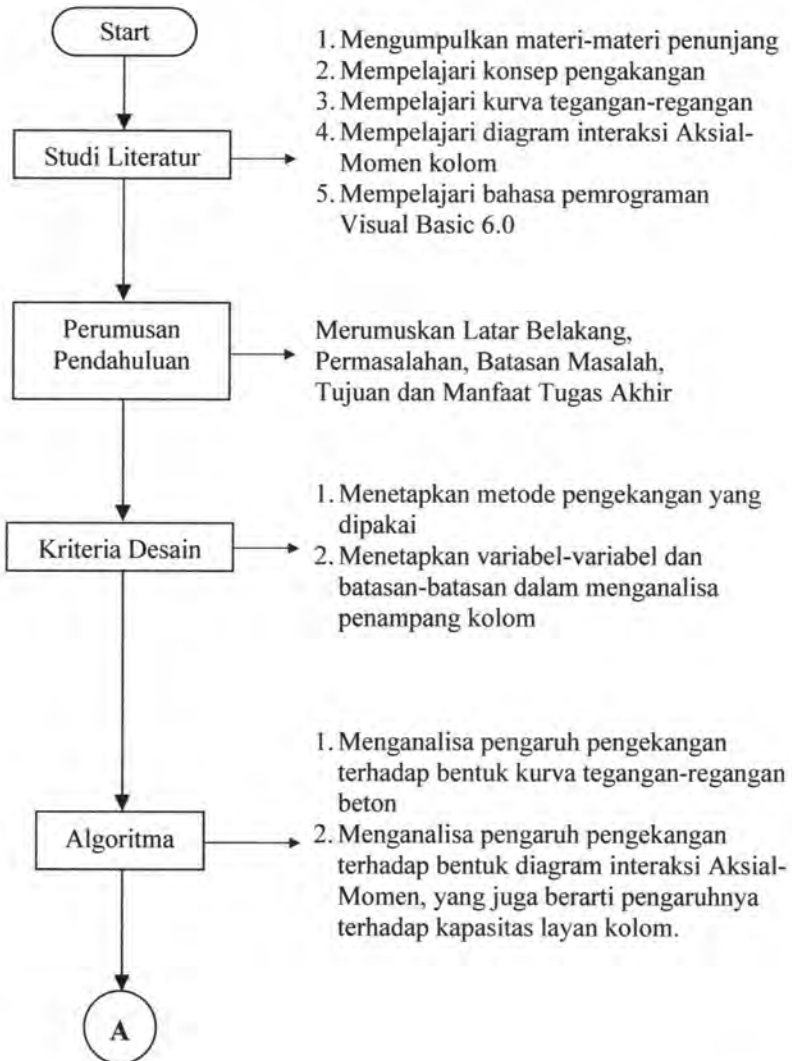 Start
1. Mengumpulkan materi-materi penunjang
2. Mempelajari konsep pengakangan
3. Mempelajari kurva tegangan-regangan
4. Mempelajari diagram interaksi Aksial-
Momen kolom
5. Mempelajari bahasa pemrograman
Visual Basic 6.0
Studi Literatur
Perumusan
Pendahuluan
Merumuskan Latar Belakang,
Permasalahan, Batasan Masalah,
Tujuan dan Manfaat Tugas Akhir
Kriteria Desain
1. Menetapkan metode pengekangan yang
dipakai
2. Menetapkan variabel-variabel dan
batasan-batasan dalam menganalisa
penampang kolom
Algoritma
1. Menganalisa pengaruh pengekangan
terhadap bentuk kurva tegangan-regangan
beton
2. Menganalisa pengaruh pengekangan
terhadap bentuk diagram interaksi Aksial-
Momen, yang juga berarti pengaruhnya
terhadap kapasitas layan kolom.
A